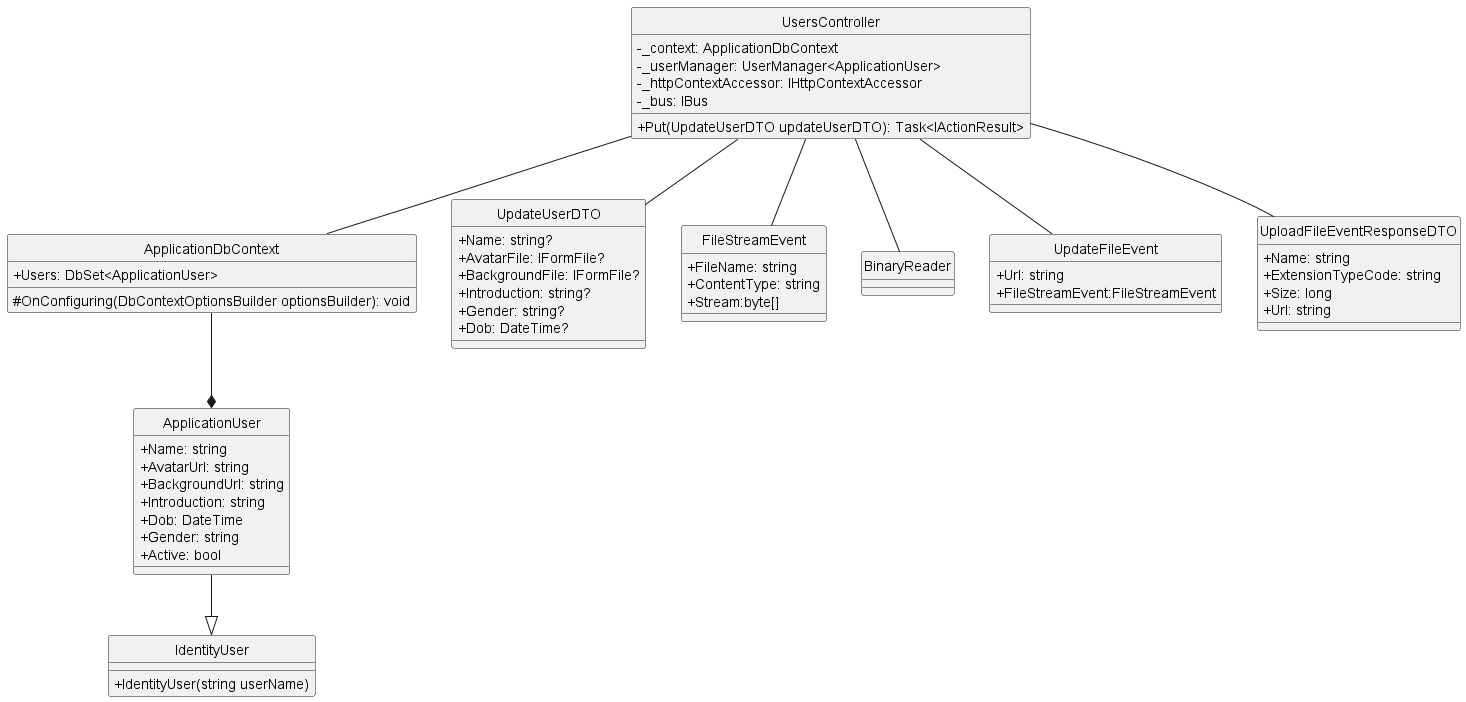 UsersController
-_context: ApplicationDbContext
-_userManager: UserManager<ApplicationUser>
-_httpContextAccessor: IHttpContextAccessor
-_bus: IBus
+Put(UpdateUserDTO updateUserDTO): Task<IActionResult>
ApplicationDbContext
+Users: DbSet<ApplicationUser>
#OnConfiguring(DbContextOptionsBuilder optionsBuilder): void
UpdateUserDTO
+Name: string?
+AvatarFile: IFormFile?
+BackgroundFile: IFormFile?
+Introduction: string?
+Gender: string?
+Dob: DateTime?
FileStreamEvent
+FileName: string
+ContentType: string
+Stream:byte[]
BinaryReader
UpdateFileEvent
+Url: string
+FileStreamEvent:FileStreamEvent
UploadFileEventResponseDTO
+Name: string
+ExtensionTypeCode: string
+Size: long
+Url: string
ApplicationUser
+Name: string
+AvatarUrl: string
+BackgroundUrl: string
+Introduction: string
+Dob: DateTime
+Gender: string
+Active: bool
IdentityUser
+IdentityUser(string userName)